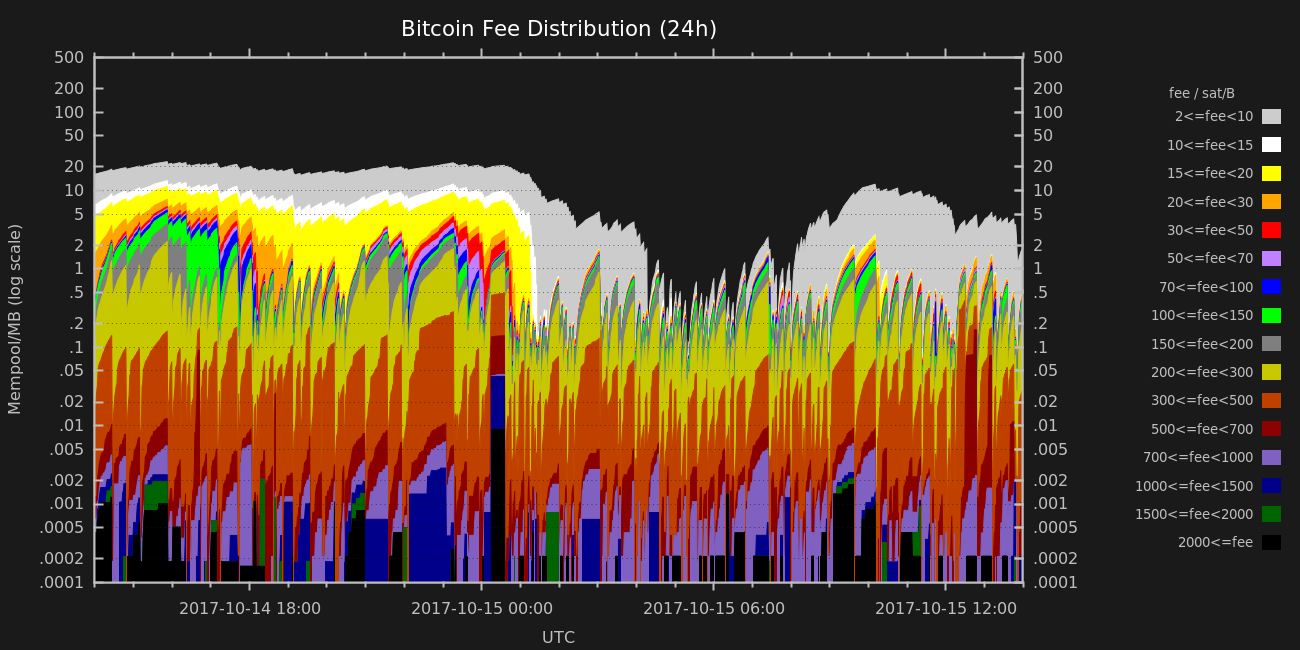 Bitcoin Fee Distribution (24h)
500
200
100
50
20
10
5
2
1
.5
.2
.1
.05
.02
.01
.005
.002
.001
.0005
.0002
.0001
Mempool/MB (log scale)
500
200
100
50
20
10
5
2
1
.5
.2
.1
.05
.02
.01
.005
.002
.001
.0005
.0002
.0001
fee / sat/B
2<=fee<10
10<=fee<15
15<=fee<20
20<=fee<30
30<=fee<50
50<=fee<70
70<=fee<100
100<=fee<150
150<=fee<200
200<=fee<300
300<=fee<500
500<=fee<700
700<=fee<1000
1000<=fee<1500
1500<=fee<2000
2000<=fee
2017-10-14 18:00
2017-10-15 00:00
2017-10-15 06:00
2017-10-15 12:00
UTC